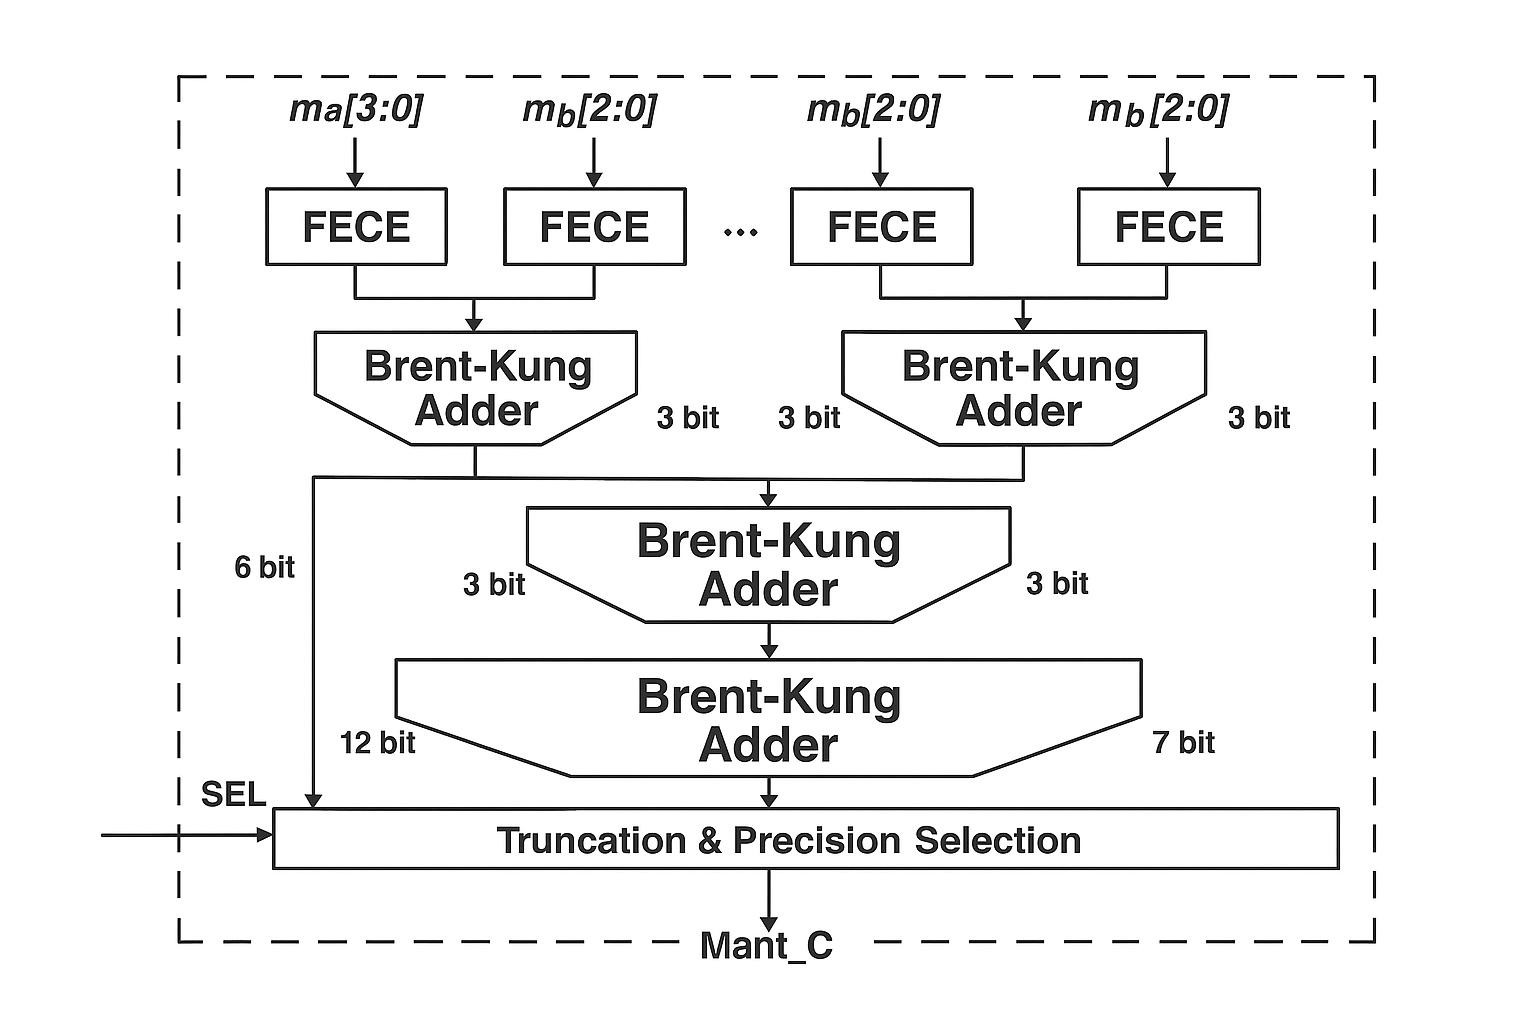 ma[3:0] mb[2:0] mb[2:0] mb[2:0]
FECE FECE ... FECE FECE
Brent-Kung Adder
3 bit
3 bit
Brent-Kung Adder
3 bit
6 bit
3 bit
Brent-Kung
Adder
3 bit
12 bit
Brent-Kung
Adder
7 bit
SEL
Truncation & Precision Selection
Mant_C